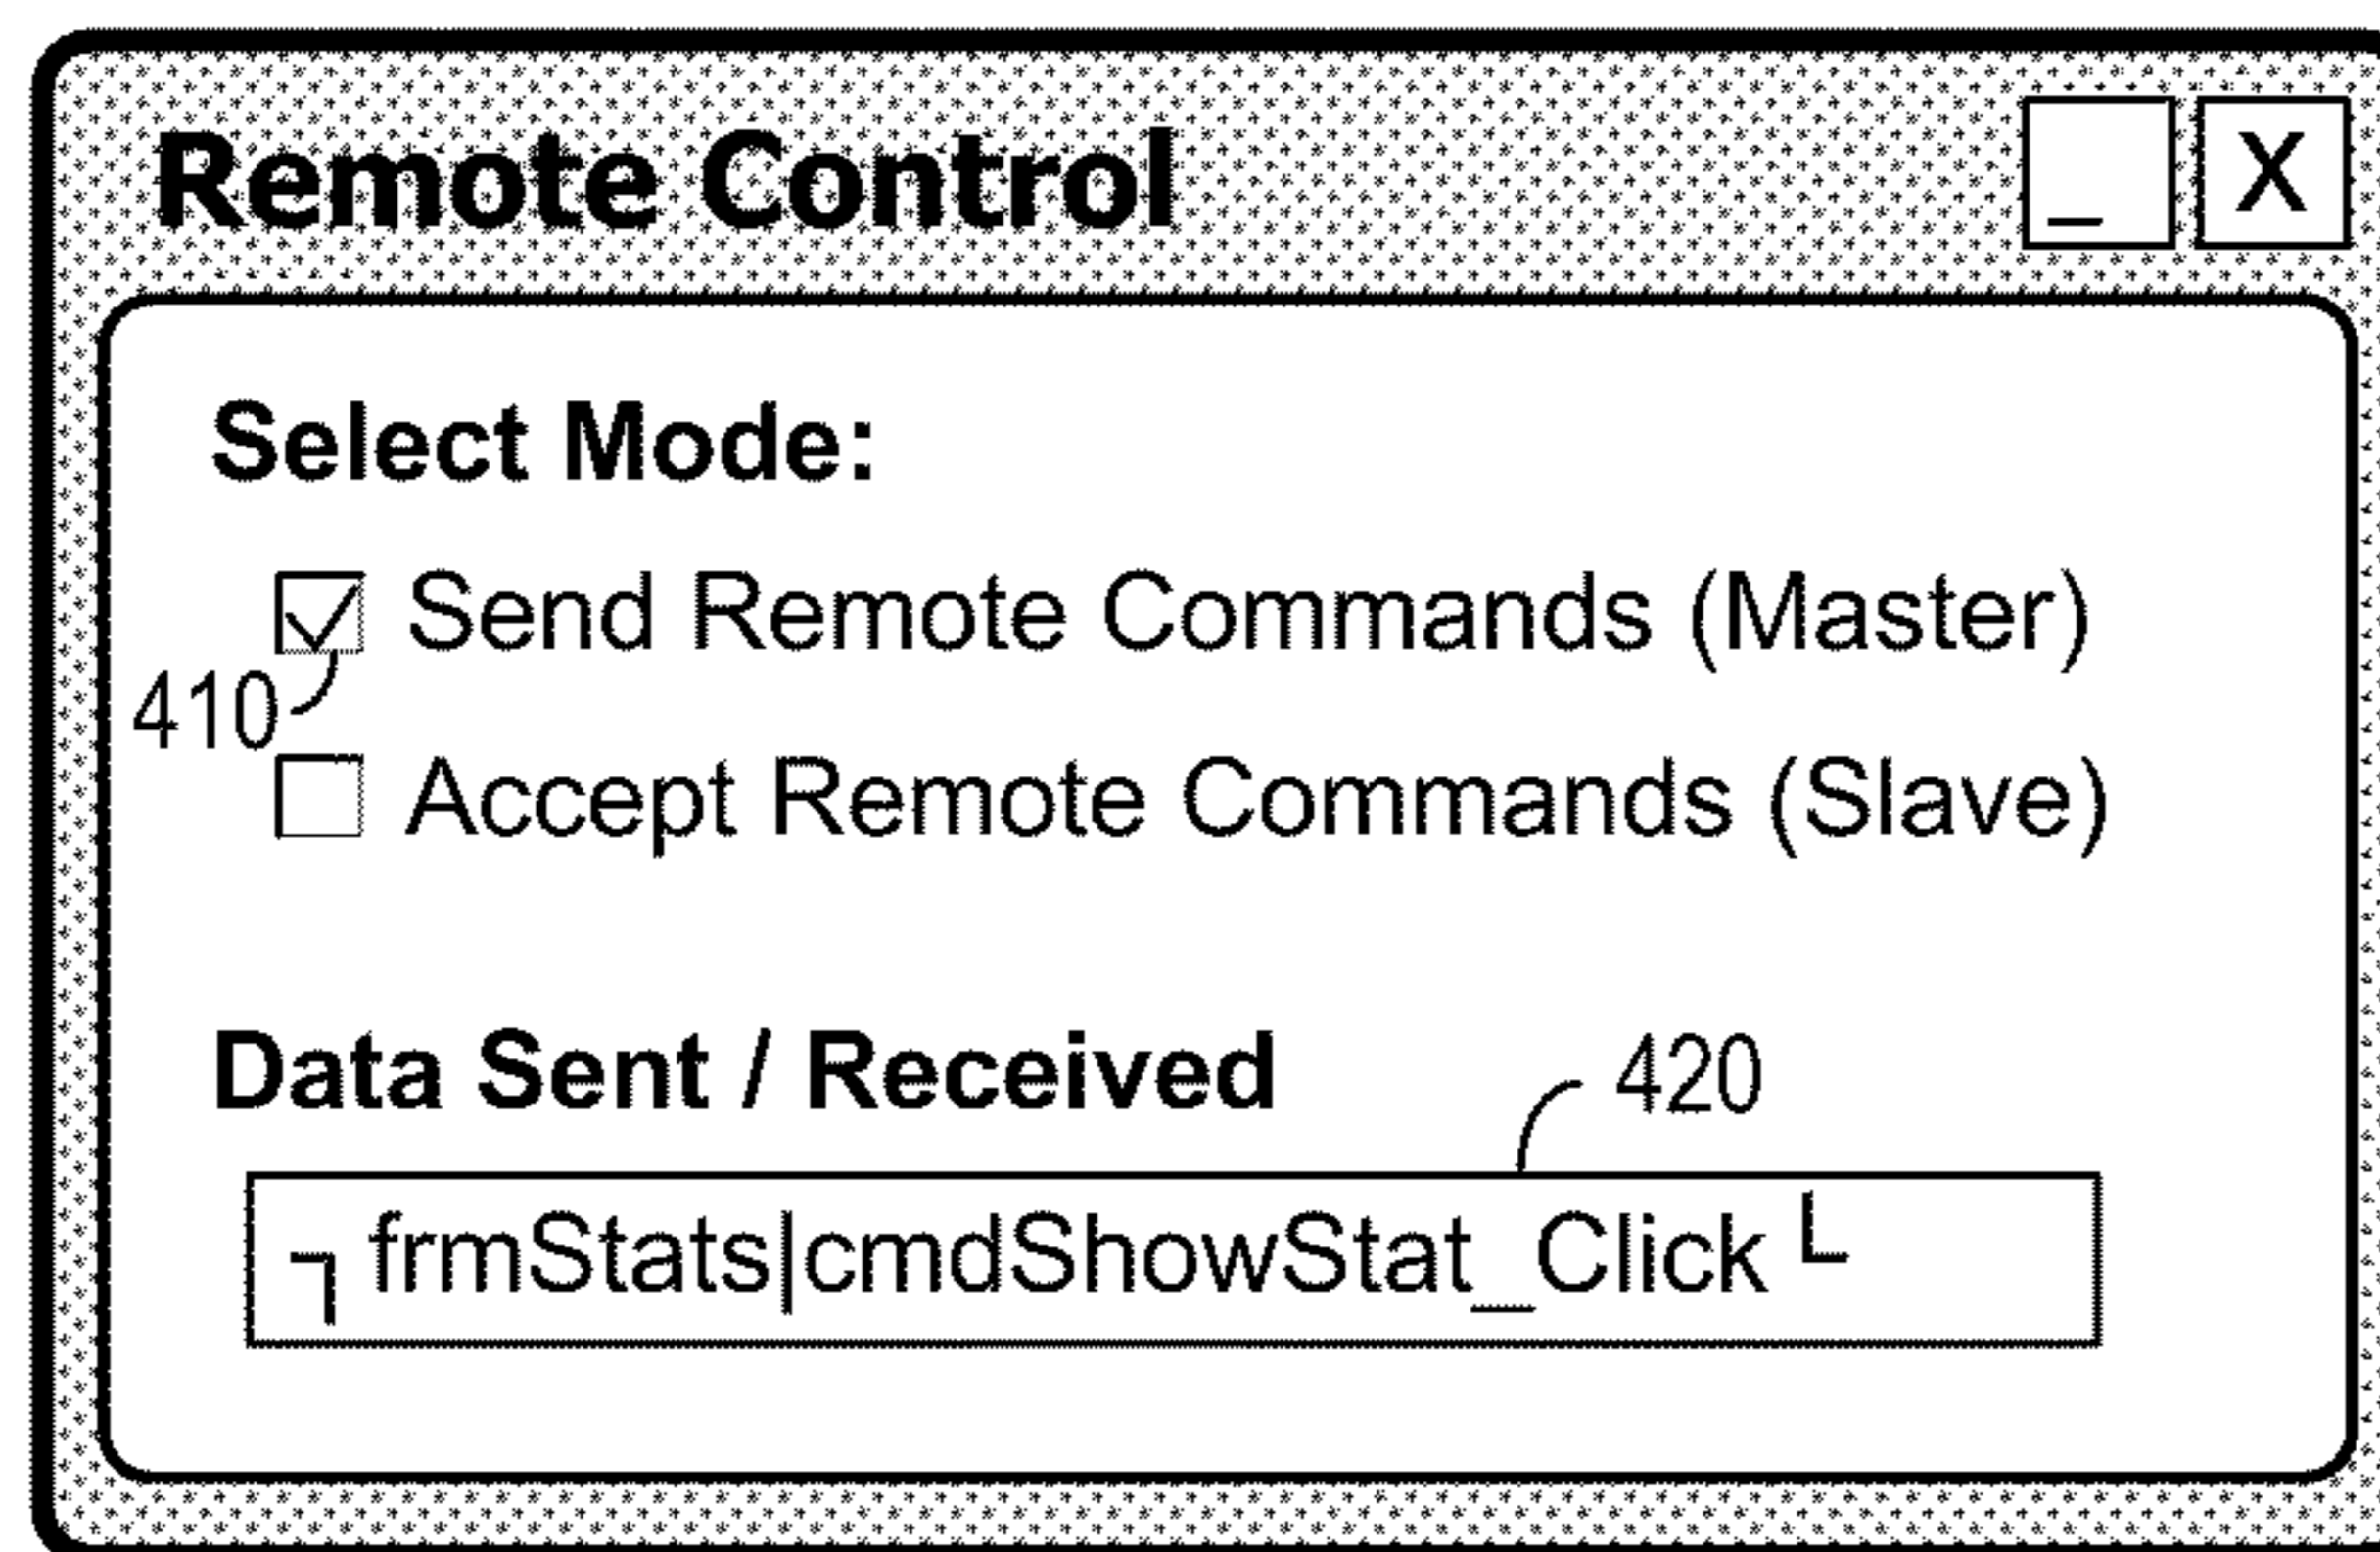 Remote Control _ X
Select Mode:
☑ Send Remote Commands (Master)
410
☐ Accept Remote Commands (Slave)
Data Sent / Received 420
┐frmStats|cmdShowStat_Click└